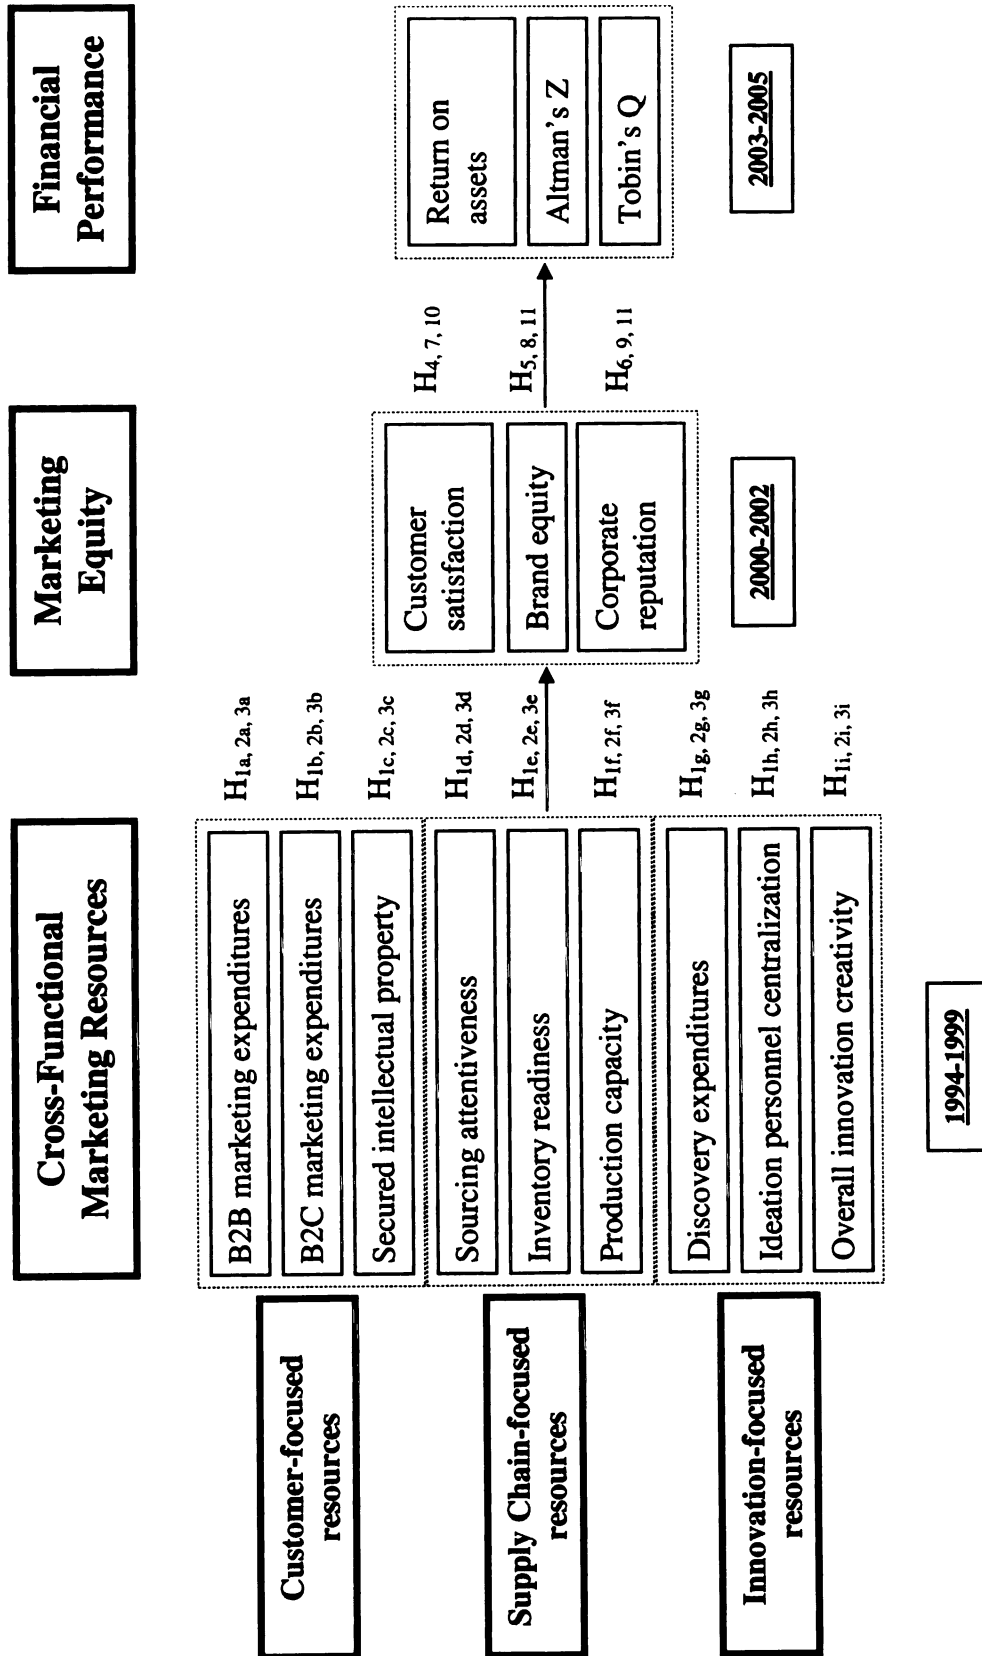 Cross-Functional
Marketing Resources
Marketing
Equity
Financial
Performance
Customer-focused
resources
B2B marketing expenditures
B2C marketing expenditures
Secured intellectual property
H1a, 2a, 3a
H1b, 2b, 3b
H1c, 2c, 3c
Supply Chain-focused
resources
Sourcing attentiveness
Inventory readiness
Production capacity
H1d, 2d, 3d
H1e, 2e, 3e
H1f, 2f, 3f
Innovation-focused
resources
Discovery expenditures
Ideation personnel centralization
Overall innovation creativity
H1g, 2g, 3g
H1h, 2h, 3h
H1i, 2i, 3i
Customer
satisfaction
Brand equity
Corporate
reputation
H4, 7, 10
H5, 8, 11
H6, 9, 11
Return on
assets
Altman's Z
Tobin's Q
1994-1999
2000-2002
2003-2005